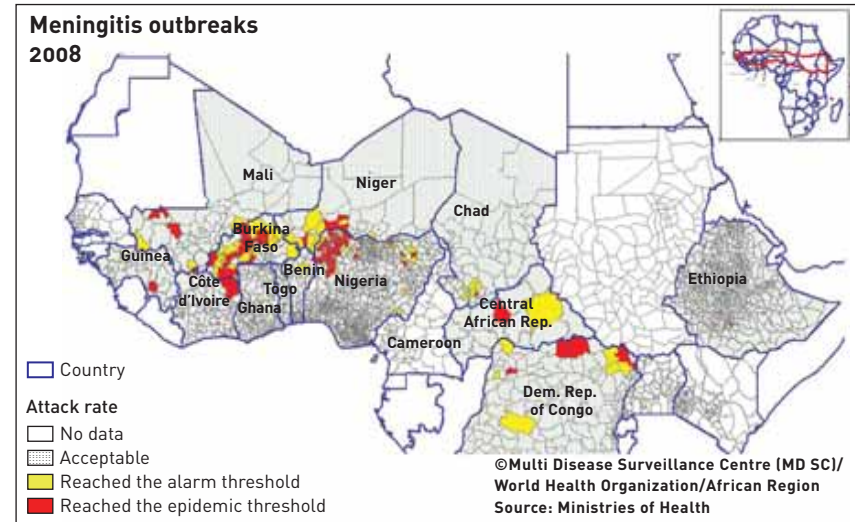 Meningitis outbreaks
2008
Mali
Niger
Chad
Burkina
Faso
Guinea
Benin
Nigeria
Togo
Côte
d'Ivoire
Ghana
Central
African Rep.
Ethiopia
Cameroon
Dem. Rep.
of Congo
Country
Attack rate
No data
Acceptable
Reached the alarm threshold
Reached the epidemic threshold
©Multi Disease Surveillance Centre (MD SC)/
World Health Organization/African Region
Source: Ministries of Health